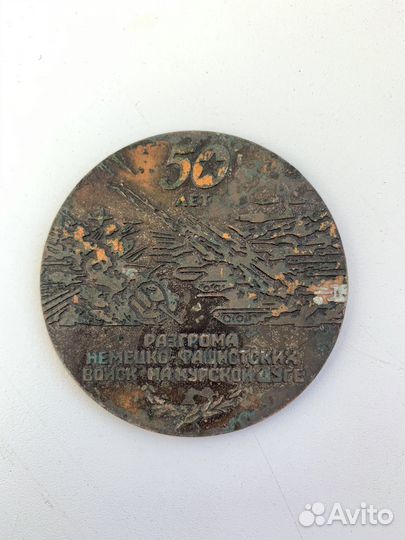 50
ЛЕТ
РАЗГРОМА
НЕМЕЦКО-ФАШИСТСКИХ
ВОЙСК НА КУРСКОЙ ДУГЕ
Avito